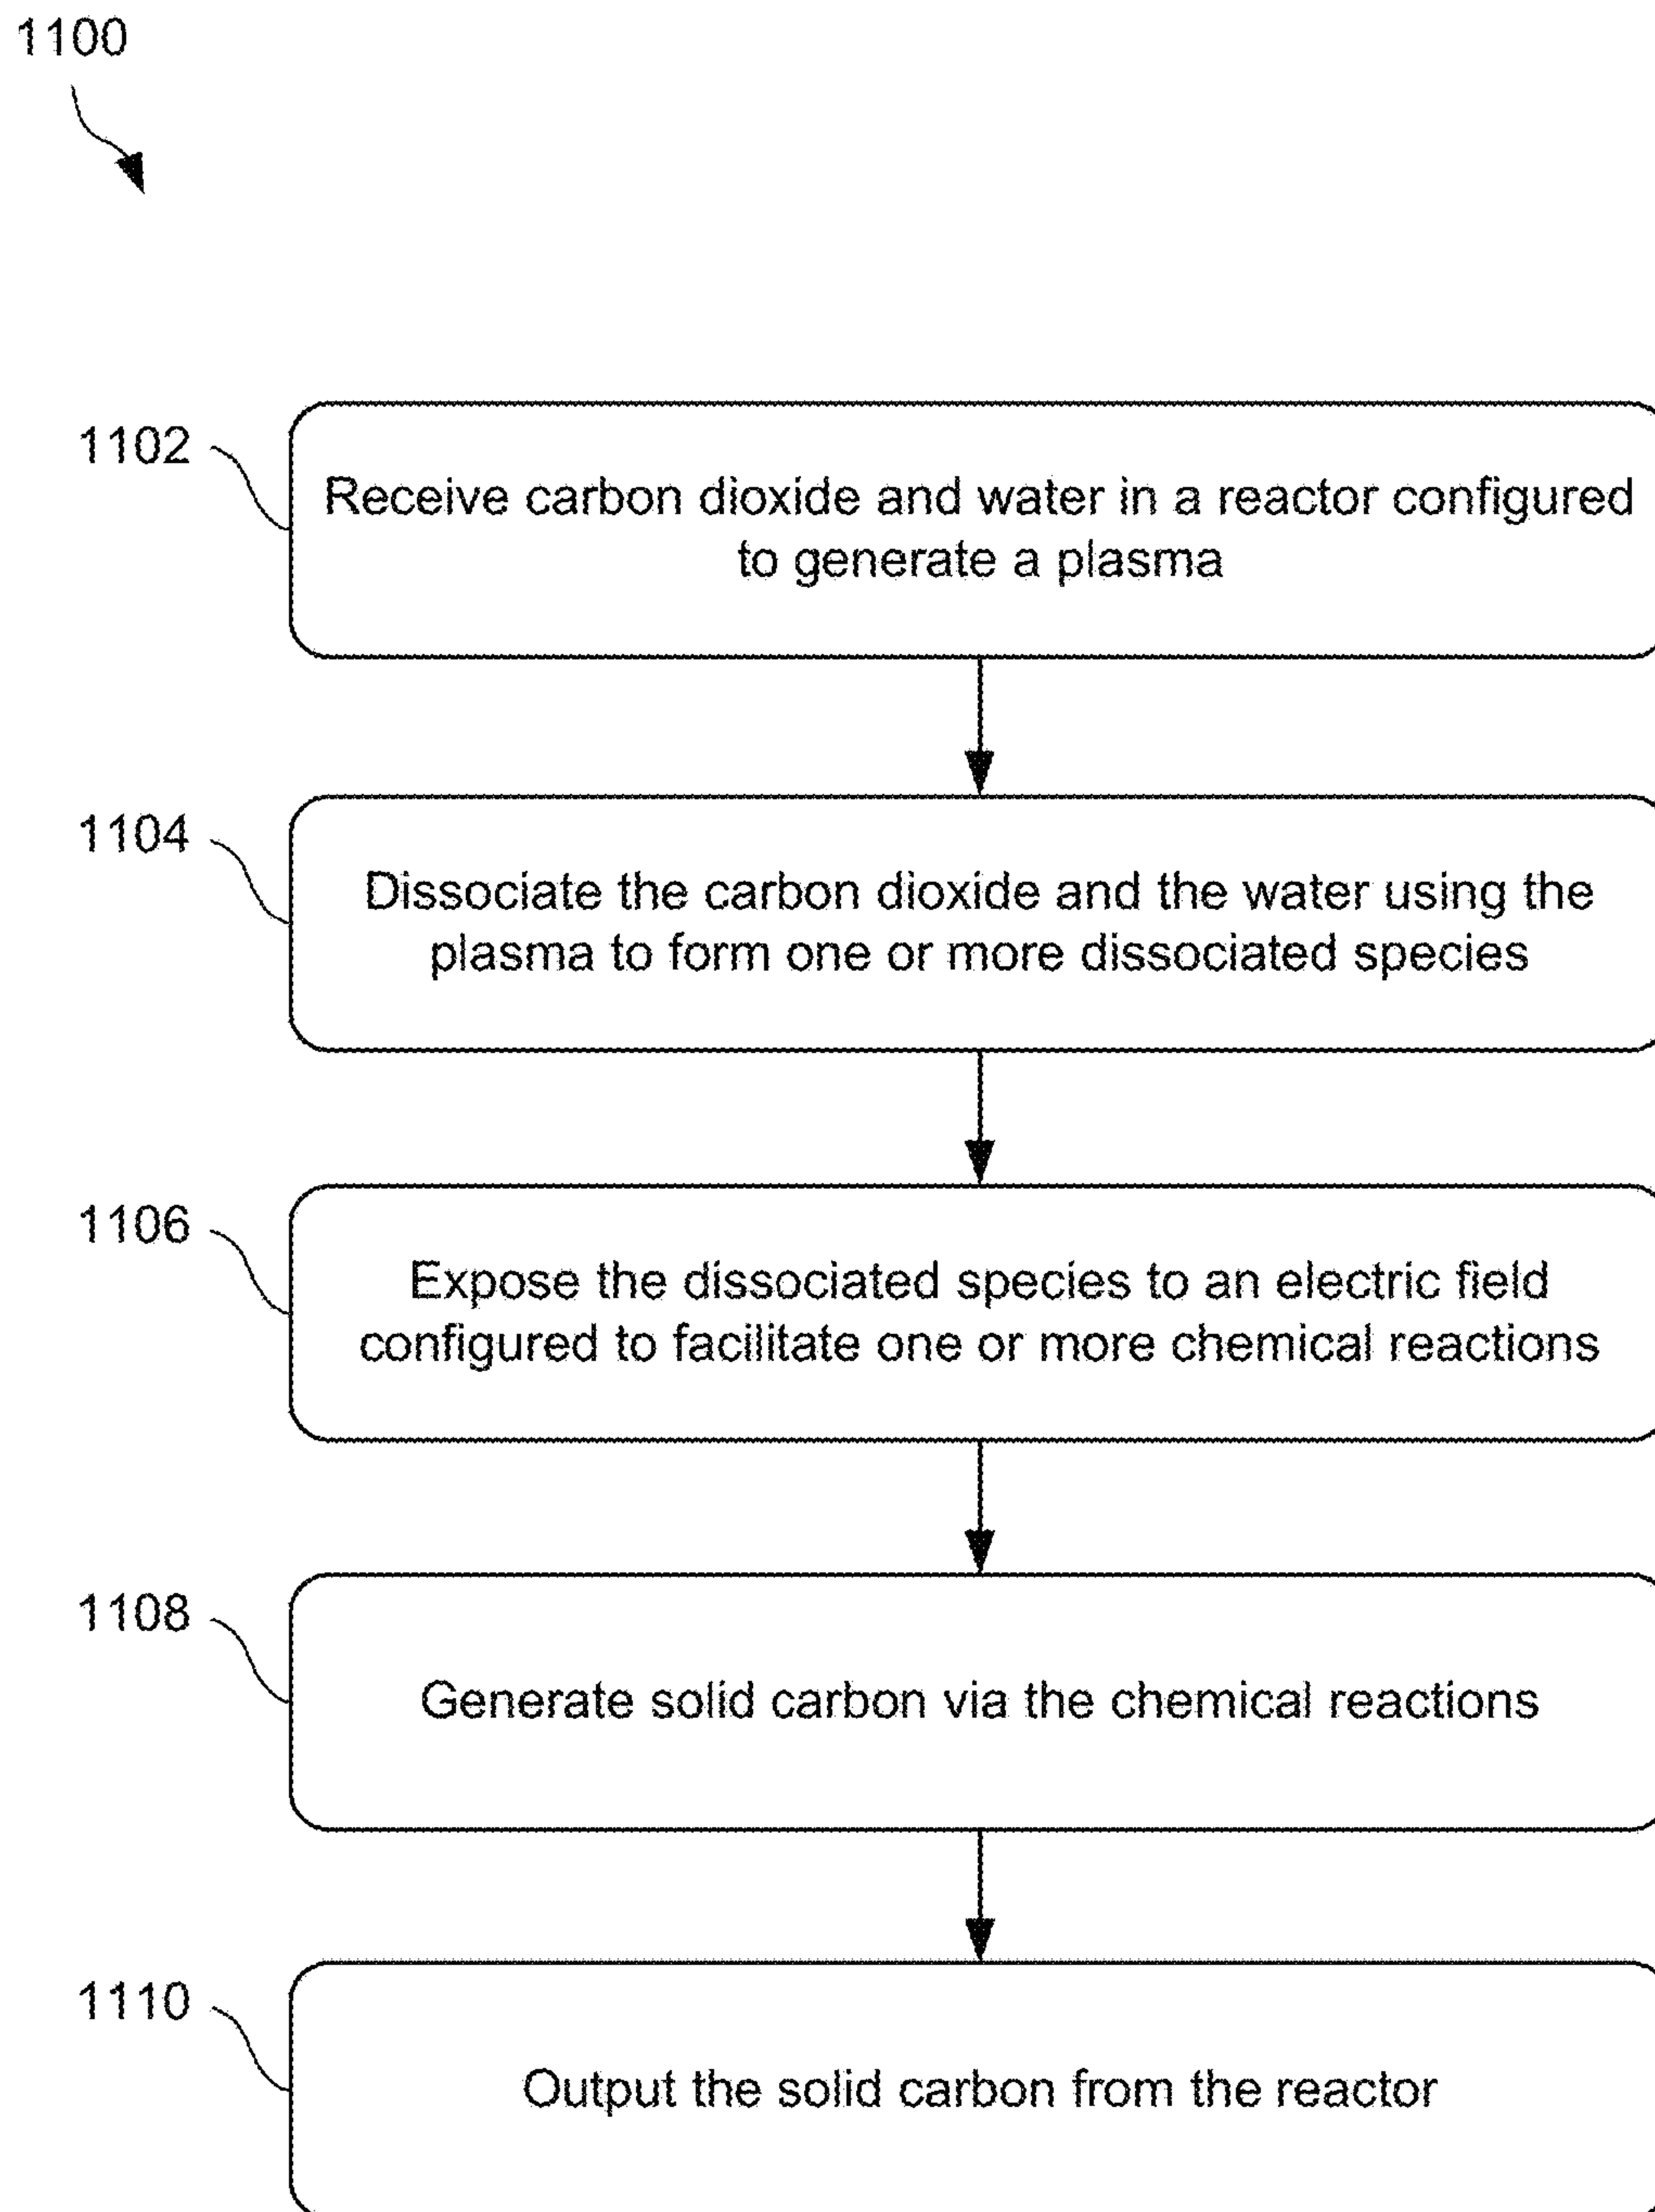 1100
1102
Receive carbon dioxide and water in a reactor configured
to generate a plasma
1104
Dissociate the carbon dioxide and the water using the
plasma to form one or more dissociated species
1106
Expose the dissociated species to an electric field
configured to facilitate one or more chemical reactions
1108
Generate solid carbon via the chemical reactions
1110
Output the solid carbon from the reactor